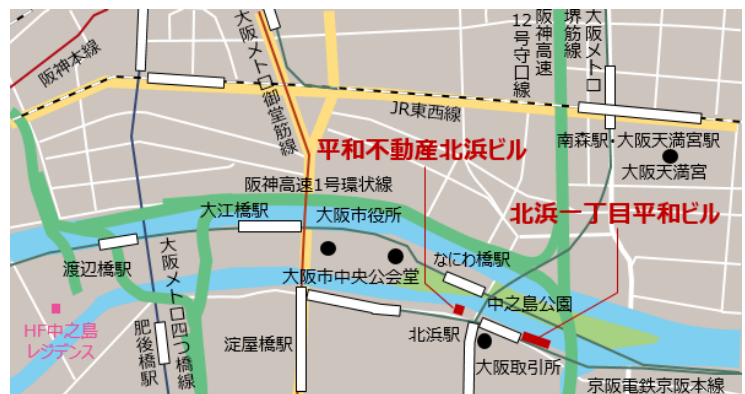 阪神本線
大阪メトロ御堂筋線
阪神高速
12号守口線
大阪メトロ
堺筋線
JR東西線
南森駅
大阪天満宮駅
大阪天満宮
平和不動産北浜ビル
北浜一丁目平和ビル
阪神高速1号環状線
大江橋駅
大阪市役所
渡辺橋駅
大阪メトロ四つ橋線
大阪市中央公会堂
なにわ橋駅
中之島公園
HF中之島
レジデンス
肥後橋駅
淀屋橋駅
北浜駅
大阪取引所
京阪電鉄京阪本線